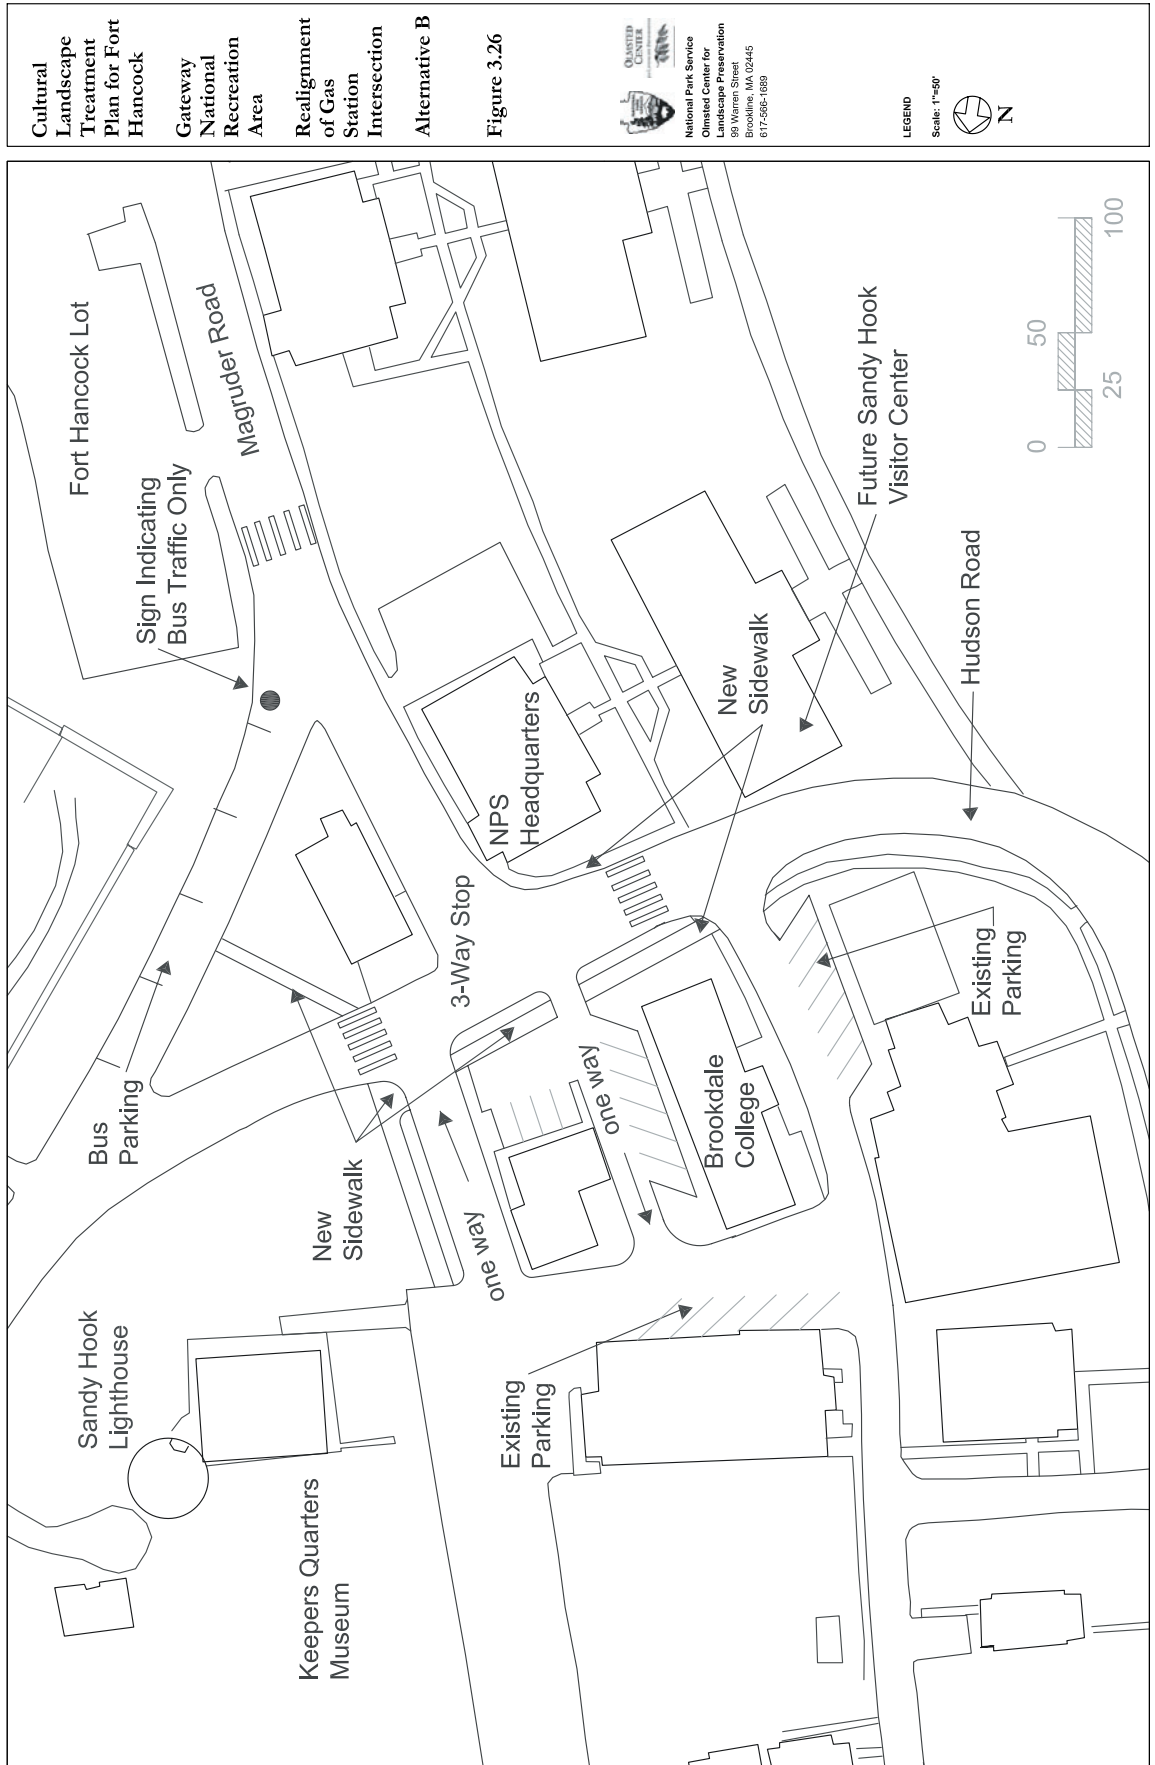 Cultural
Landscape
Treatment
Plan for Fort
Hancock
Gateway
National
Recreation
Area
Realignment
of Gas
Station
Intersection
Alternative B
Figure 3.26
OLMSTED
CENTER
National Park Service
Olmsted Center for
Landscape Preservation
99 Warren Street
Brookline, MA 02445
617-566-1689
LEGEND
Scale: 1"=50'
N
Fort Hancock Lot
Magruder Road
Sign Indicating
Bus Traffic Only
Bus
Parking
Sandy Hook
Lighthouse
Keepers Quarters
Museum
New
Sidewalk
one way
3-Way Stop
NPS
Headquarters
New
Sidewalk
Future Sandy Hook
Visitor Center
Hudson Road
one way
Brookdale
College
Existing
Parking
Existing
Parking
0
25
50
100